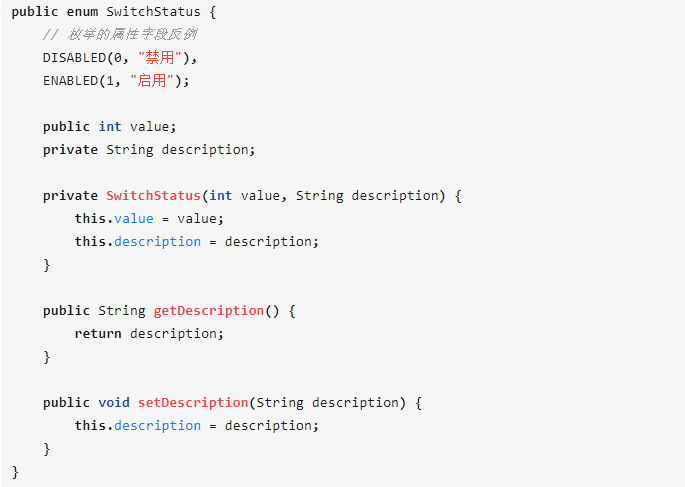 public enum SwitchStatus {
    // 枚举的属性字段反例
    DISABLED(0, "禁用"),
    ENABLED(1, "启用");

    public int value;
    private String description;

    private SwitchStatus(int value, String description) {
        this.value = value;
        this.description = description;
    }

    public String getDescription() {
        return description;
    }

    public void setDescription(String description) {
        this.description = description;
    }
}